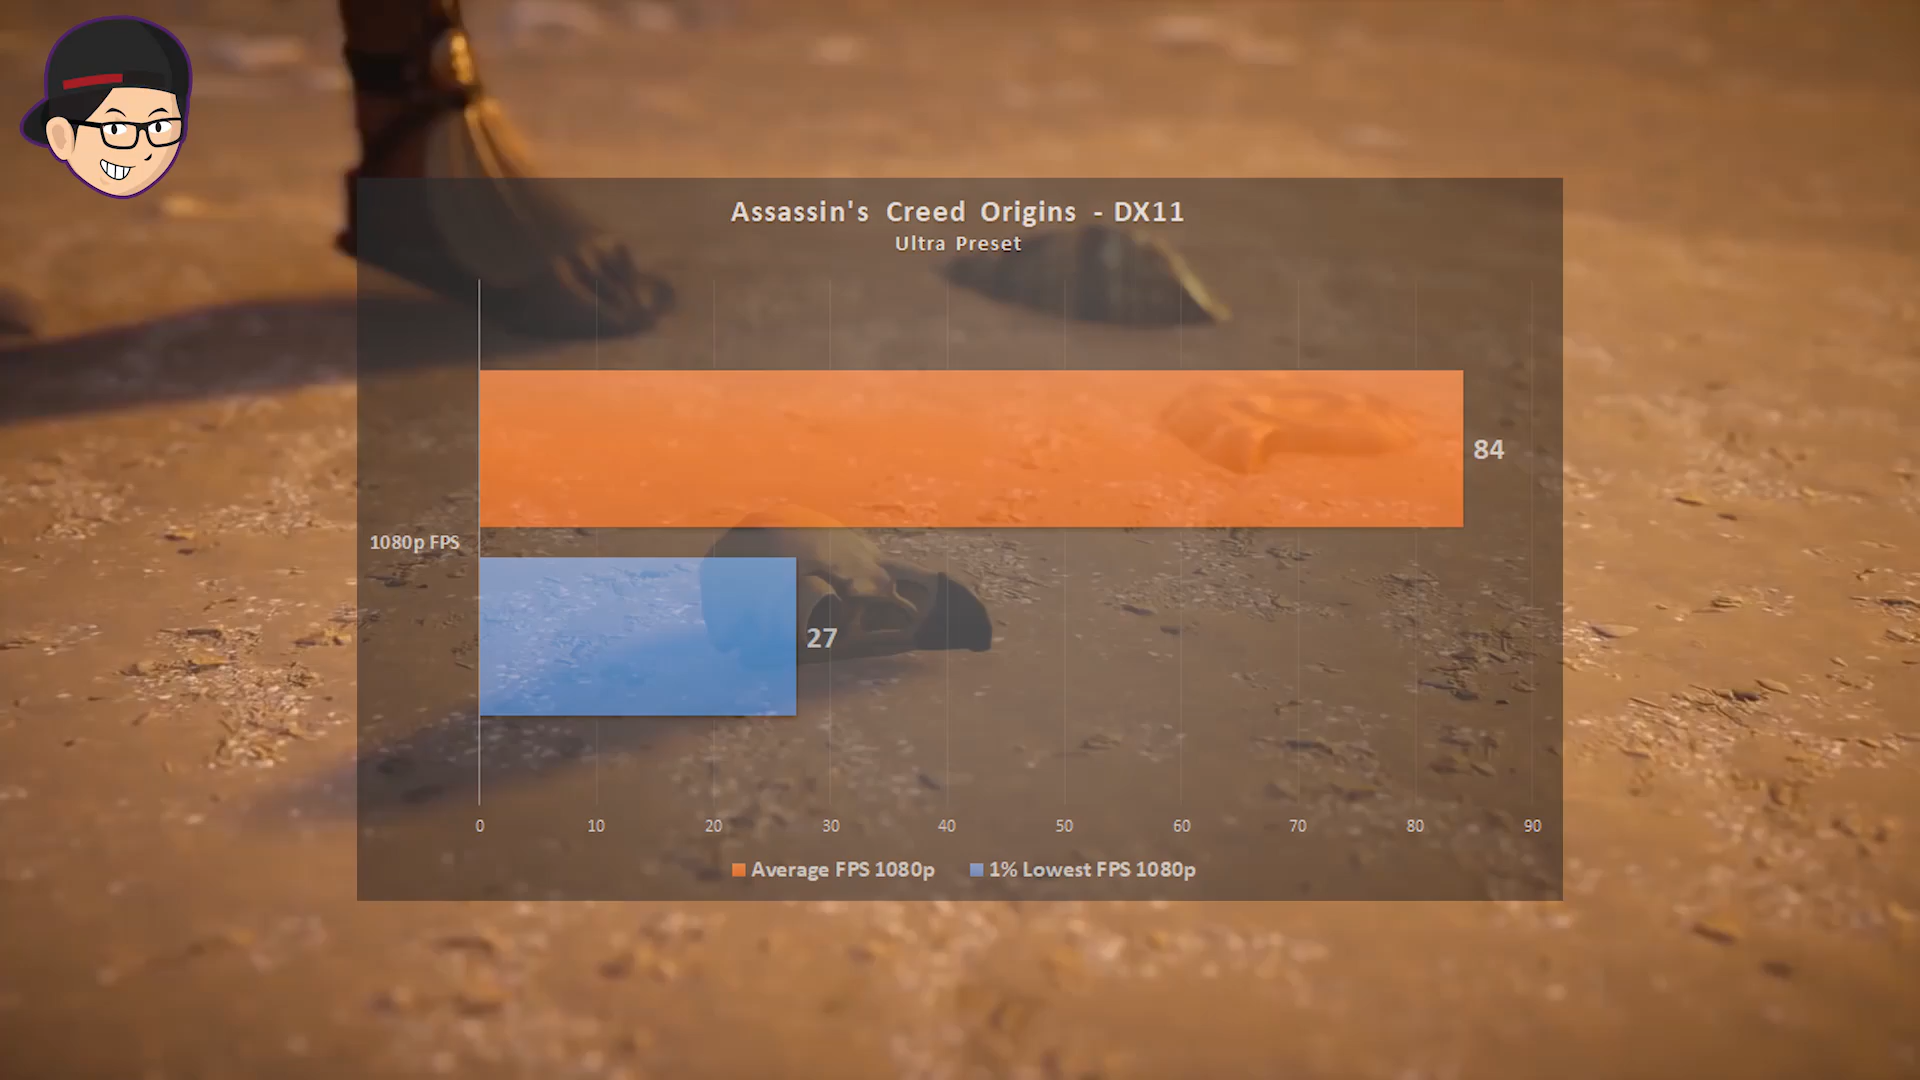 Assassin's Creed Origins - DX11
Ultra Preset
84
1080p FPS
27
0 10 20 30 40 50 60 70 80 90
Average FPS 1080p 1% Lowest FPS 1080p